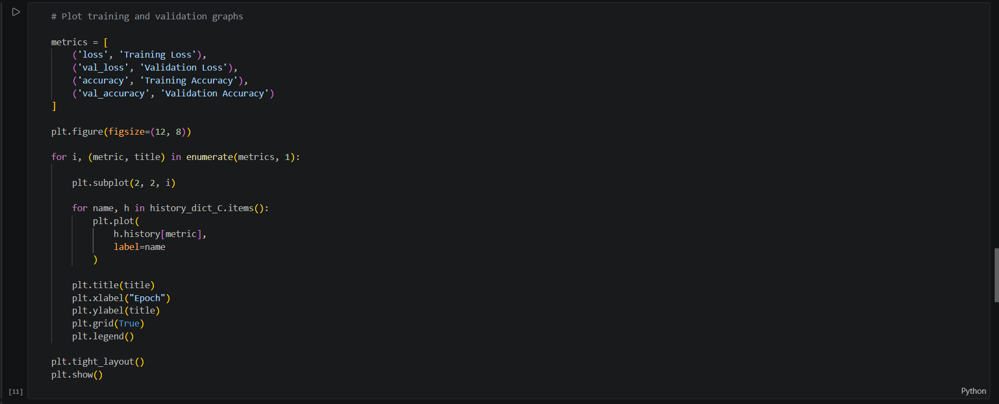 # Plot training and validation graphs
metrics = [
    ('loss', 'Training Loss'),
    ('val_loss', 'Validation Loss'),
    ('accuracy', 'Training Accuracy'),
    ('val_accuracy', 'Validation Accuracy')
]
plt.figure(figsize=(12, 8))
for i, (metric, title) in enumerate(metrics, 1):
    plt.subplot(2, 2, i)
    for name, h in history_dict_C.items():
        plt.plot(
            h.history[metric],
            label=name
        )
    plt.title(title)
    plt.xlabel("Epoch")
    plt.ylabel(title)
    plt.grid(True)
    plt.legend()
plt.tight_layout()
plt.show()
[11]
Python